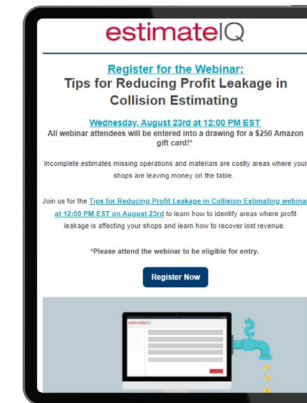 estimateIQ
Register for the Webinar:
Tips for Reducing Profit Leakage in
Collision Estimating
Wednesday, August 23rd at 12:00 PM EST
All webinar attendees will be entered into a drawing for a $250 Amazon
gift card!*
Incomplete estimates missing operations and materials are costly areas where your
shops are leaving money on the table.
Join us for the Tips for Reducing Profit Leakage in Collision Estimating webinar
at 12:00 PM EST on August 23rd to learn how to identify areas where profit
leakage is affecting your shops and learn how to recover lost revenue.
*Please attend the webinar to be eligible for entry.
Register Now
estimateIQ